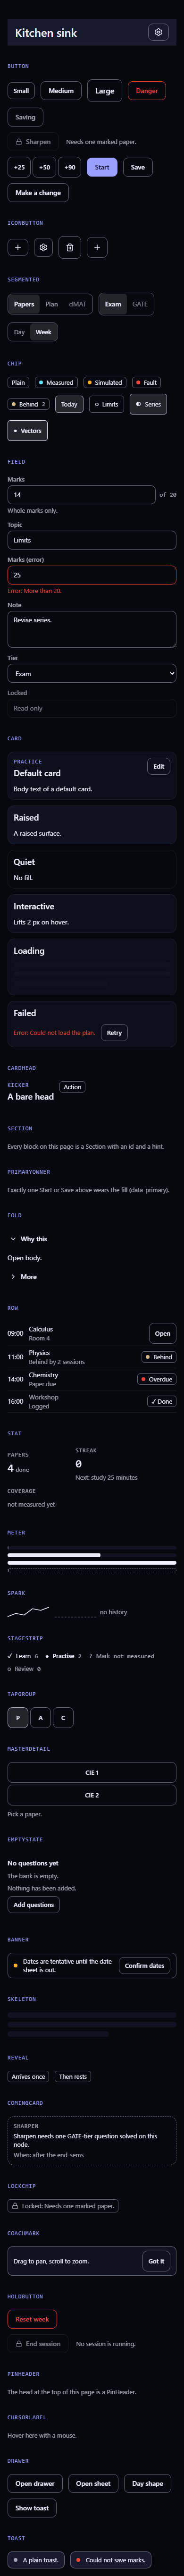 Kitchen sink
BUTTON
Small Medium Large Danger
Saving
Sharpen Needs one marked paper.
+25 +50 +90 Start Save
Make a change
ICONBUTTON
SEGMENTED
Papers Plan dMAT Exam GATE
Day Week
CHIP
Plain Measured Simulated Fault
Behind 2 Today Limits Series
Vectors
FIELD
Marks
14 of 20
Whole marks only.
Topic
Limits
Marks (error)
25
Error: More than 20.
Note
Revise series.
Tier
Exam
Locked
Read only
CARD
PRACTICE
Default card
Edit
Body text of a default card.
Raised
A raised surface.
Quiet
No fill.
Interactive
Lifts 2 px on hover.
Loading
Failed
Error: Could not load the plan. Retry
CARDHEAD
KICKER
A bare head
Action
SECTION
Every block on this page is a Section with an id and a hint.
PRIMARYOWNER
Exactly one Start or Save above wears the fill (data-primary).
FOLD
Why this
Open body.
More
ROW
09:00 Calculus
Room 4
Open
11:00 Physics
Behind by 2 sessions
Behind
14:00 Chemistry
Paper due
Overdue
16:00 Workshop
Logged
✓ Done
STAT
PAPERS
4 done
STREAK
0
Next: study 25 minutes
COVERAGE
not measured yet
METER
SPARK
no history
STAGESTRIP
✓ Learn 6 Practise 2 ? Mark not measured
Review 0
TAPGROUP
P A C
MASTERDETAIL
CIE 1
CIE 2
Pick a paper.
EMPTYSTATE
No questions yet
The bank is empty.
Nothing has been added.
Add questions
BANNER
Dates are tentative until the date
sheet is out.
Confirm dates
SKELETON
REVEAL
Arrives once Then rests
COMINGCARD
SHARPEN
Sharpen needs one GATE-tier question solved on this
node.
When: after the end-sems
LOCKCHIP
Locked: Needs one marked paper.
COACHMARK
Drag to pan, scroll to zoom. Got it
HOLDBUTTON
Reset week
End session No session is running.
PINHEADER
The head at the top of this page is a PinHeader.
CURSORLABEL
Hover here with a mouse.
DRAWER
Open drawer Open sheet Day shape
Show toast
TOAST
A plain toast. Could not save marks.